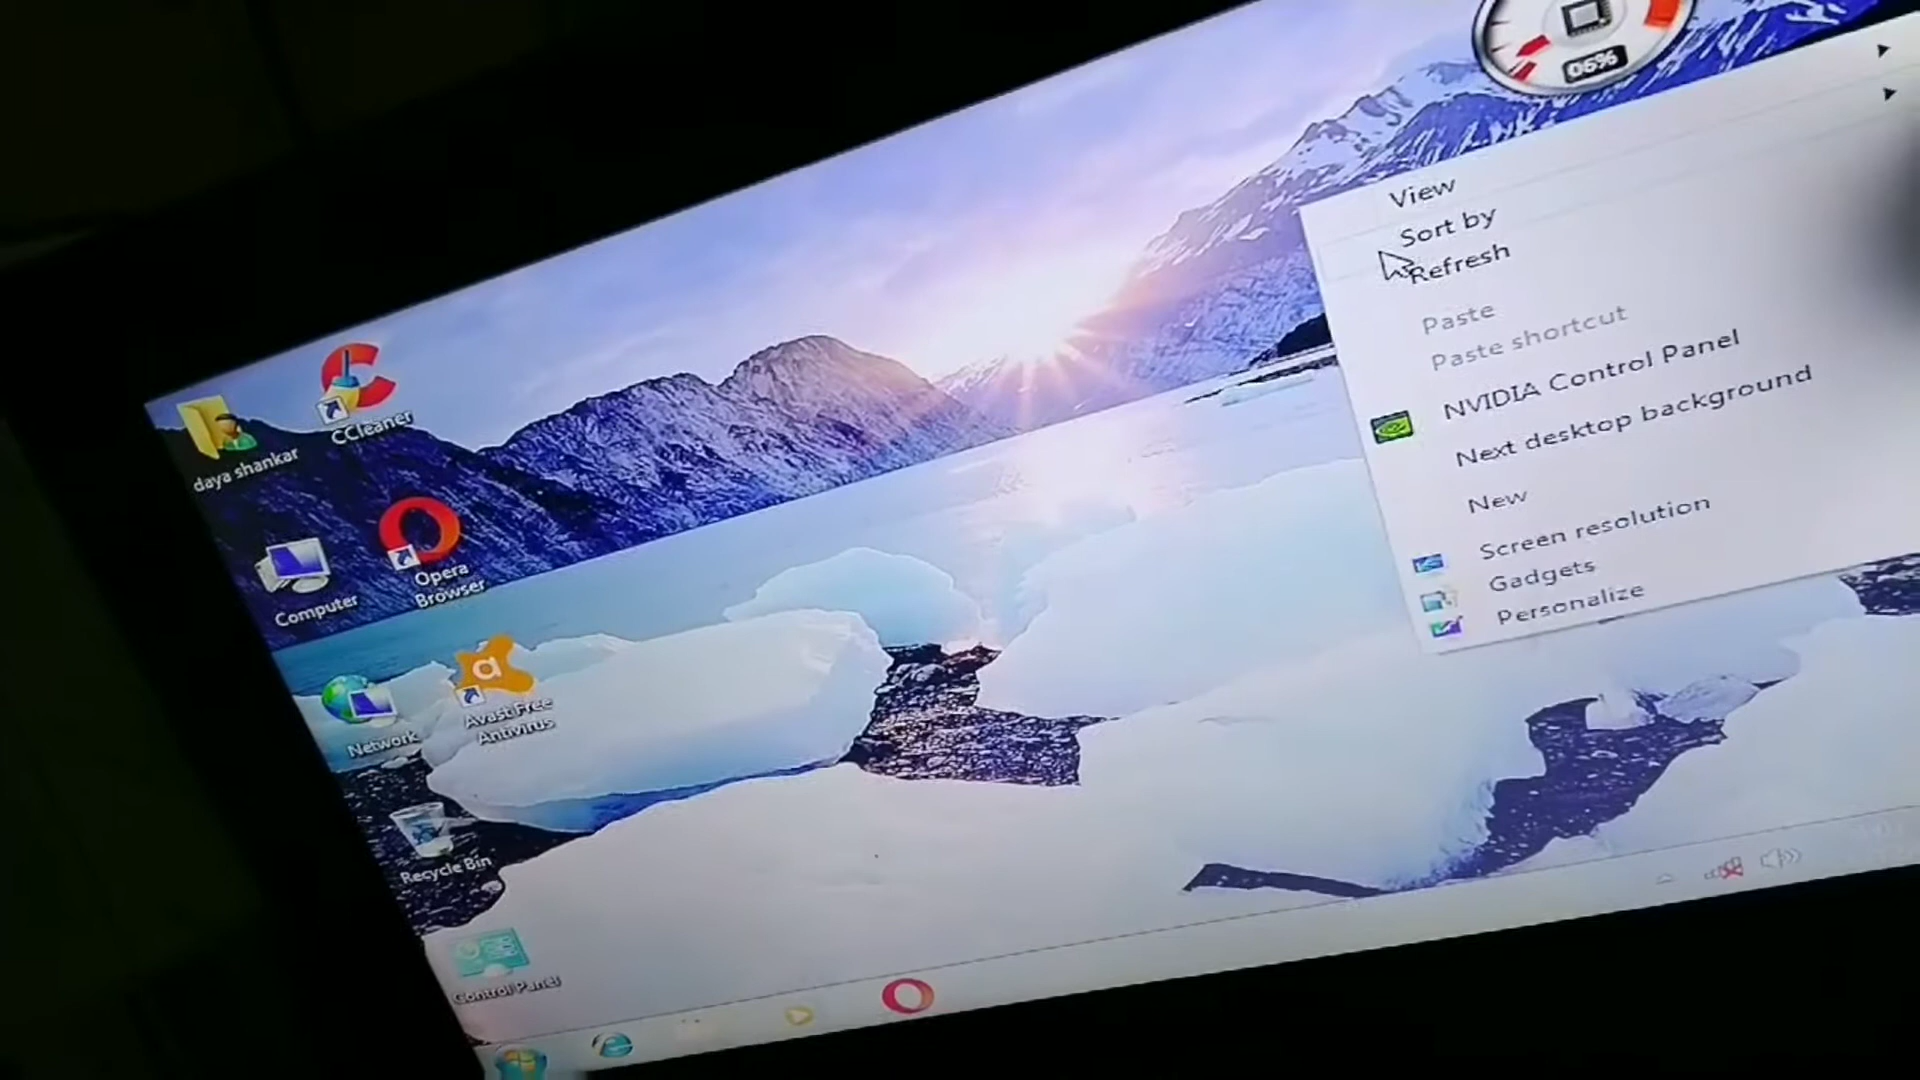 06%
View
Sort by
Refresh
Paste
Paste shortcut
NVIDIA Control Panel
Next desktop background
New
Screen resolution
Gadgets
Personalize
daya shankar
CCleaner
Computer
Opera
Browser
Network
Avast Free
Antivirus
Recycle Bin
Control Panel